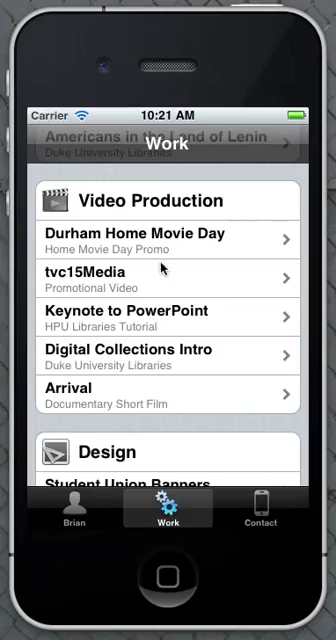 Carrier 10:21 AM
Americans in the Land of Lenin
Duke University Libraries
Work
Video Production
Durham Home Movie Day
Home Movie Day Promo
tvc15Media
Promotional Video
Keynote to PowerPoint
HPU Libraries Tutorial
Digital Collections Intro
Duke University Libraries
Arrival
Documentary Short Film
Design
Student Union Banners
Brian Work Contact